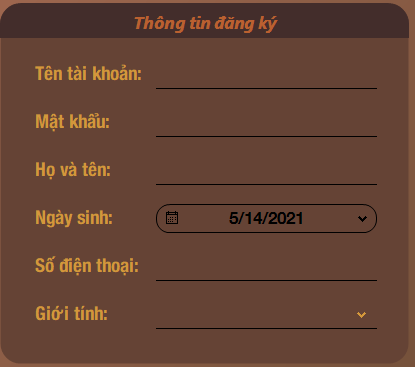 Thông tin đăng ký
Tên tài khoản:
Mật khẩu:
Họ và tên:
Ngày sinh: 5/14/2021
Số điện thoại:
Giới tính: